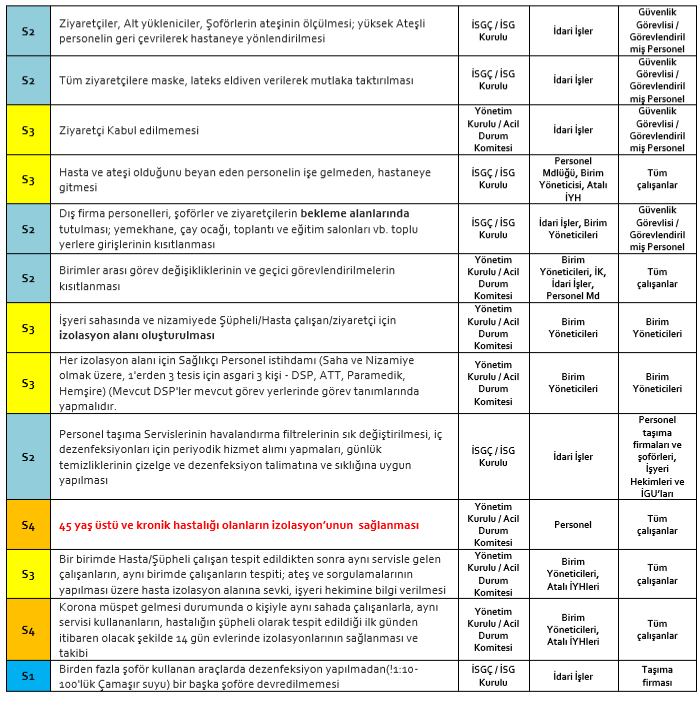 S2
Ziyaretçiler, Alt yükleniciler, Şoförlerin ateşinin ölçülmesi; yüksek Ateşli
personelin geri çevrilerek hastaneye yönlendirilmesi
İSGÇ / İSG
Kurulu
İdari İşler
Güvenlik
Görevlisi /
Görevlendiril
miş Personel
S2
Tüm ziyaretçilere maske, lateks eldiven verilerek mutlaka taktırılması
İSGÇ / İSG
Kurulu
İdari İşler
Güvenlik
Görevlisi /
Görevlendiril
miş Personel
S3
Ziyaretçi Kabul edilmemesi
Yönetim
Kurulu / Acil
Durum
Komitesi
İdari İşler
Güvenlik
Görevlisi /
Görevlendiril
miş Personel
S3
Hasta ve ateşi olduğunu beyan eden personelin işe gelmeden, hastaneye
gitmesi
İSGÇ / İSG
Kurulu
Personel
Mdlüğü, Birim
Yöneticisi, Atalı
İYH
Tüm
çalışanlar
S2
Dış firma personelleri, şoförler ve ziyaretçilerin bekleme alanlarında
tutulması; yemekhane, çay ocağı, toplantı ve eğitim salonları vb. toplu
yerlere girişlerinin kısıtlanması
İSGÇ / İSG
Kurulu
İdari İşler, Birim
Yöneticileri
Güvenlik
Görevlisi /
Görevlendiril
miş Personel
S2
Birimler arası görev değişikliklerinin ve geçici görevlendirilmelerin
kısıtlanması
Yönetim
Kurulu / Acil
Durum
Komitesi
Birim
Yöneticileri, İK,
İdari İşler,
Personel Md
Tüm
çalışanlar
S3
İşyeri sahasında ve nizamiyede Şüpheli/Hasta çalışan/ziyaretçi için
izolasyon alanı oluşturulması
Yönetim
Kurulu / Acil
Durum
Komitesi
Birim
Yöneticileri
Birim
Yöneticileri
S3
Her izolasyon alanı için Sağlıkçı Personel istihdamı (Saha ve Nizamiye
olmak üzere, 1'erden 3 tesis için asgari 3 kişi - DSP, ATT, Paramedik,
Hemşire) (Mevcut DSP'ler mevcut görev yerlerinde görev tanımlarında
yapmalıdır.
Yönetim
Kurulu / Acil
Durum
Komitesi
Birim
Yöneticileri
Birim
Yöneticileri
S2
Personel taşıma Servislerinin havalandırma filtrelerinin sık değiştirilmesi, iç
dezenfeksiyonları için periyodik hizmet alımı yapmaları, günlük
temizliklerinin çizelge ve dezenfeksiyon talimatına ve sıklığına uygun
yapılması
İSGÇ / İSG
Kurulu
İdari İşler
Personel
taşıma
firmaları ve
şoförleri,
İşyeri
Hekimleri ve
İGU'ları
S4
45 yaş üstü ve kronik hastalığı olanların izolasyon’unun sağlanması
Yönetim
Kurulu / Acil
Durum
Komitesi
Personel
Tüm
çalışanlar
S3
Bir birimde Hasta/Şüpheli çalışan tespit edildikten sonra aynı servisle gelen
çalışanların, aynı birimde çalışanların tespiti; ateş ve sorgulamalarının
yapılması üzere hasta izolasyon alanına sevki, işyeri hekimine bilgi verilmesi
Yönetim
Kurulu / Acil
Durum
Komitesi
Birim
Yöneticileri,
Atalı İYHleri
Tüm
çalışanlar
S4
Korona müspet gelmesi durumunda o kişiyle aynı sahada çalışanlarla, aynı
servisi kullananların, hastalığın şüpheli olarak tespit edildiği ilk günden
itibaren olacak şekilde 14 gün evlerinde izolasyonlarının sağlanması ve
takibi
Yönetim
Kurulu / Acil
Durum
Komitesi
Birim
Yöneticileri,
Atalı İYHleri
Tüm
çalışanlar
S1
Birden fazla şoför kullanan araçlarda dezenfeksiyon yapılmadan(!1:10-
100'lük Çamaşır suyu) bir başka şoföre devredilmemesi
İSGÇ / İSG
Kurulu
İdari İşler
Taşıma
firması